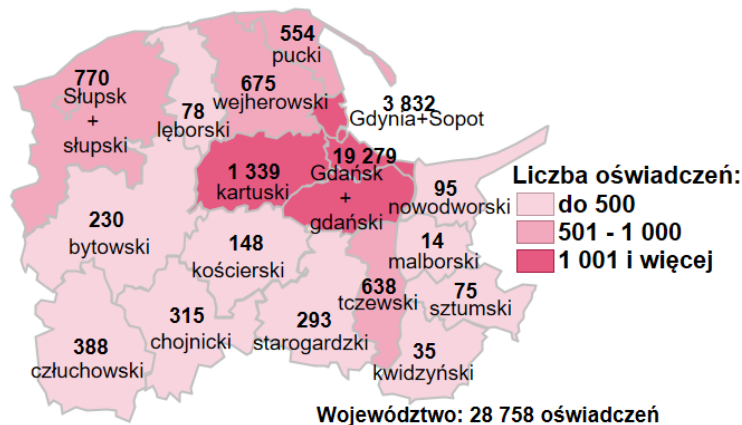 554
pucki
770
Słupsk
+
słupski
675
wejherowski
78
lęborski
3 832
Gdynia+Sopot
1 339
kartuski
19 279
Gdańsk
+
gdański
95
nowodworski
Liczba oświadczeń:
do 500
501 - 1 000
1 001 i więcej
230
bytowski
148
kościerski
14
malborski
638
tczewski
75
sztumski
315
chojnicki
293
starogardzki
388
człuchowski
35
kwidzyński
Województwo: 28 758 oświadczeń